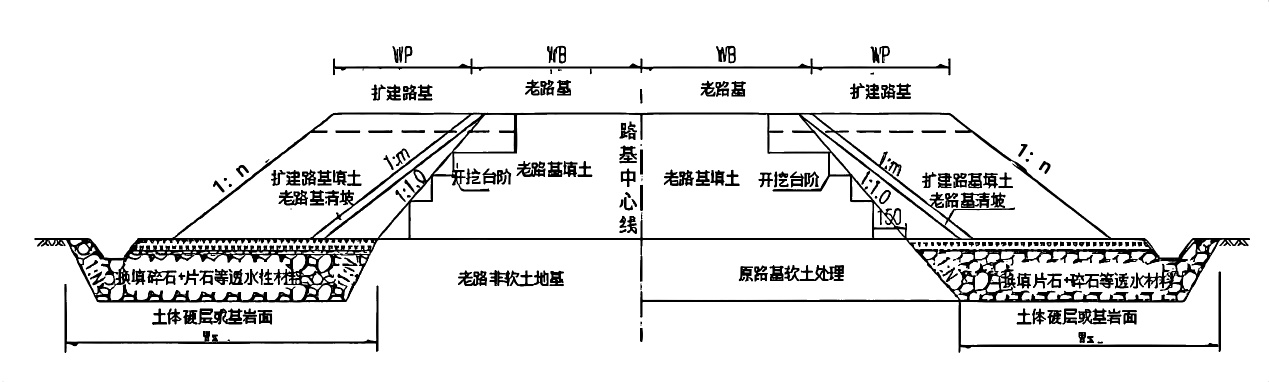 WP WB WB WP
扩建路基 老路基 老路基 扩建路基
路基中心线
1:n 1:m 1:1.0 1:m 1:1.0 1:n
扩建路基填土 开挖台阶 老路基填土 老路基填土 开挖台阶 扩建路基填土
老路基清坡 老路基清坡
150
1:N 1:N 1:N 1:N
换填碎石+片石等透水性材料 老路非软土地基 原路基软土处理 换填片石+碎石等透水材料
土体硬层或基岩面 土体硬层或基岩面